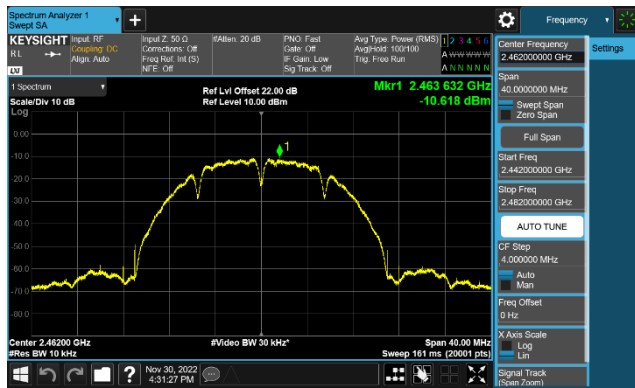 Spectrum Analyzer 1
Swept SA
Frequency
KEYSIGHT
RL
LXI
Input: RF
Coupling: DC
Align: Auto
Input Z: 50 Ω
Corrections: Off
Freq Ref: Int (S)
NFE: Off
#Atten: 20 dB
PNO: Fast
Gate: Off
IF Gain: Low
Sig Track: Off
Avg Type: Power (RMS)
Avg|Hold: 100/100
Trig: Free Run
1 2 3 4 5 6
A W W W W W
A N N N N N
1 Spectrum
Scale/Div 10 dB
Log
Ref Lvl Offset 22.00 dB
Ref Level 10.00 dBm
Mkr1 2.463 632 GHz
-10.618 dBm
1
0.00
-10.0
-20.0
-30.0
-40.0
-50.0
-60.0
-70.0
-80.0
Center 2.46200 GHz
#Res BW 10 kHz
#Video BW 30 kHz*
Span 40.00 MHz
Sweep 161 ms (20001 pts)
Nov 30, 2022
4:31:27 PM
Center Frequency
2.462000000 GHz
Settings
Span
40.0000000 MHz
Swept Span
Zero Span
Full Span
Start Freq
2.442000000 GHz
Stop Freq
2.482000000 GHz
AUTO TUNE
CF Step
4.000000 MHz
Auto
Man
Freq Offset
0 Hz
X Axis Scale
Log
Lin
Signal Track
(Span Zoom)